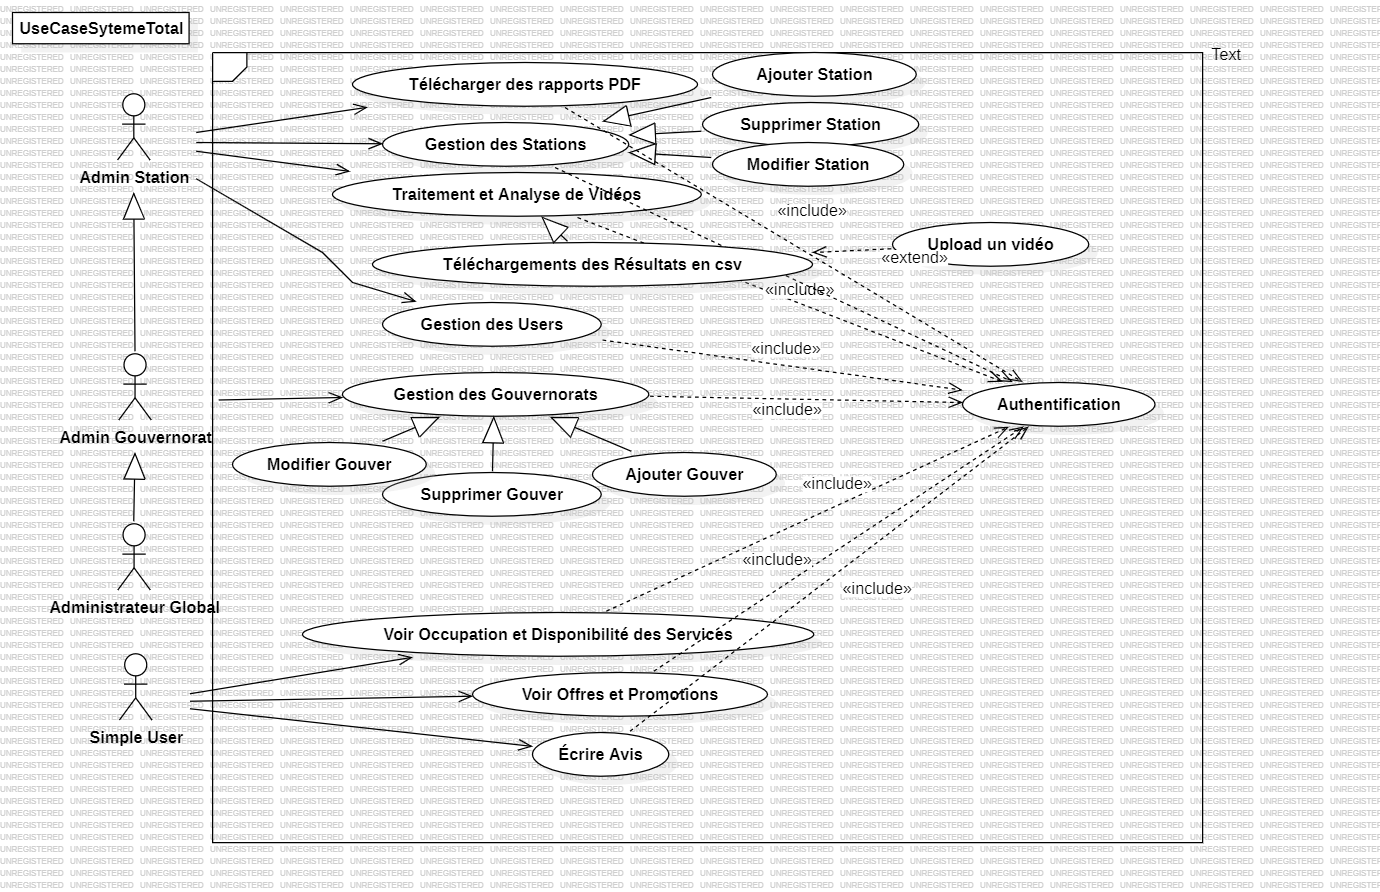 UseCaseSytemeTotal
Text
Télécharger des rapports PDF
Ajouter Station
Supprimer Station
Gestion des Stations
Modifier Station
Admin Station
Traitement et Analyse de Vidéos
«include»
Upload un vidéo
«extend»
Téléchargements des Résultats en csv
«include»
Gestion des Users
«include»
Gestion des Gouvernorats
«include»
Authentification
Admin Gouvernorat
Modifier Gouver
Ajouter Gouver
Supprimer Gouver
«include»
«include»
«include»
Administrateur Global
Voir Occupation et Disponibilité des Services
Voir Offres et Promotions
Simple User
Écrire Avis
UNREGISTERED